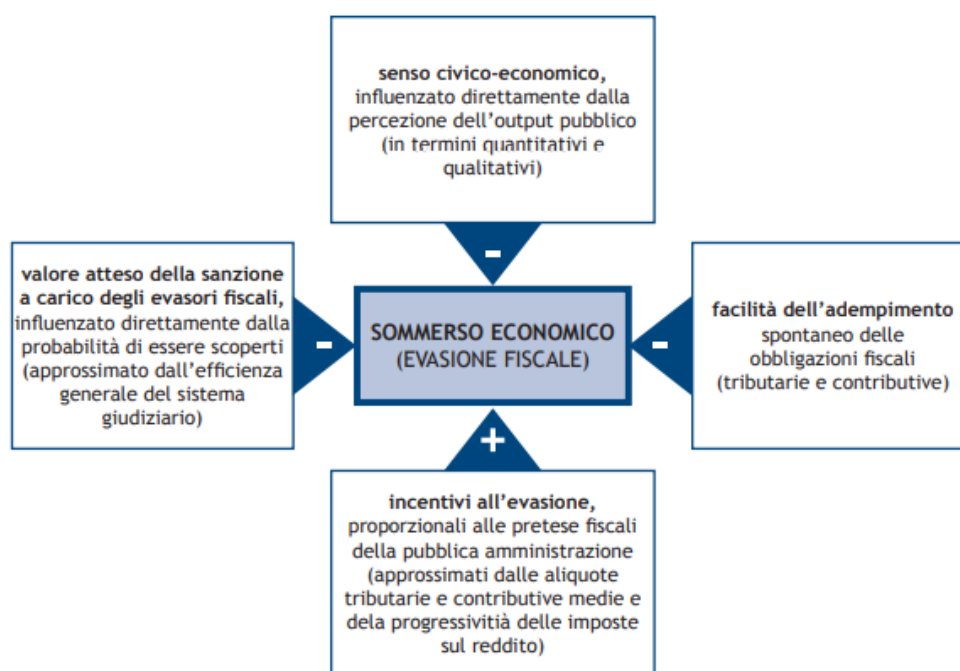 senso civico-economico,
influenzato direttamente dalla
percezione dell'output pubblico
(in termini quantitativi e
qualitativi)
-
valore atteso della sanzione
a carico degli evasori fiscali,
influenzato direttamente dalla
probabilità di essere scoperti
(approssimato dall'efficienza
generale del sistema
giudiziario)
-
SOMMERSO ECONOMICO
(EVASIONE FISCALE)
-
facilità dell'adempimento
spontaneo delle
obbligazioni fiscali
(tributarie e contributive)
+
incentivi all'evasione,
proporzionali alle pretese fiscali
della pubblica amministrazione
(approssimati dalle aliquote
tributarie e contributive medie e
dela progressivitià delle imposte
sul reddito)